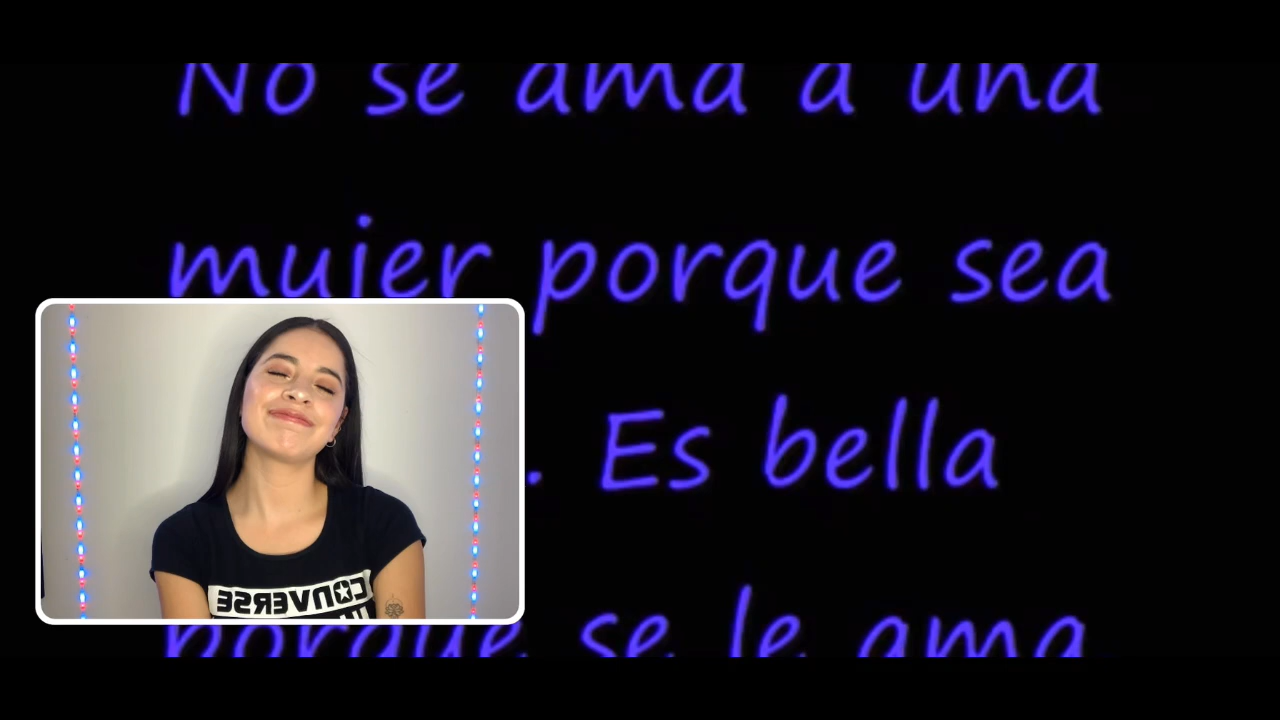 No se ama a una
mujer porque sea
. Es bella
porque se le ama
CONVERSE